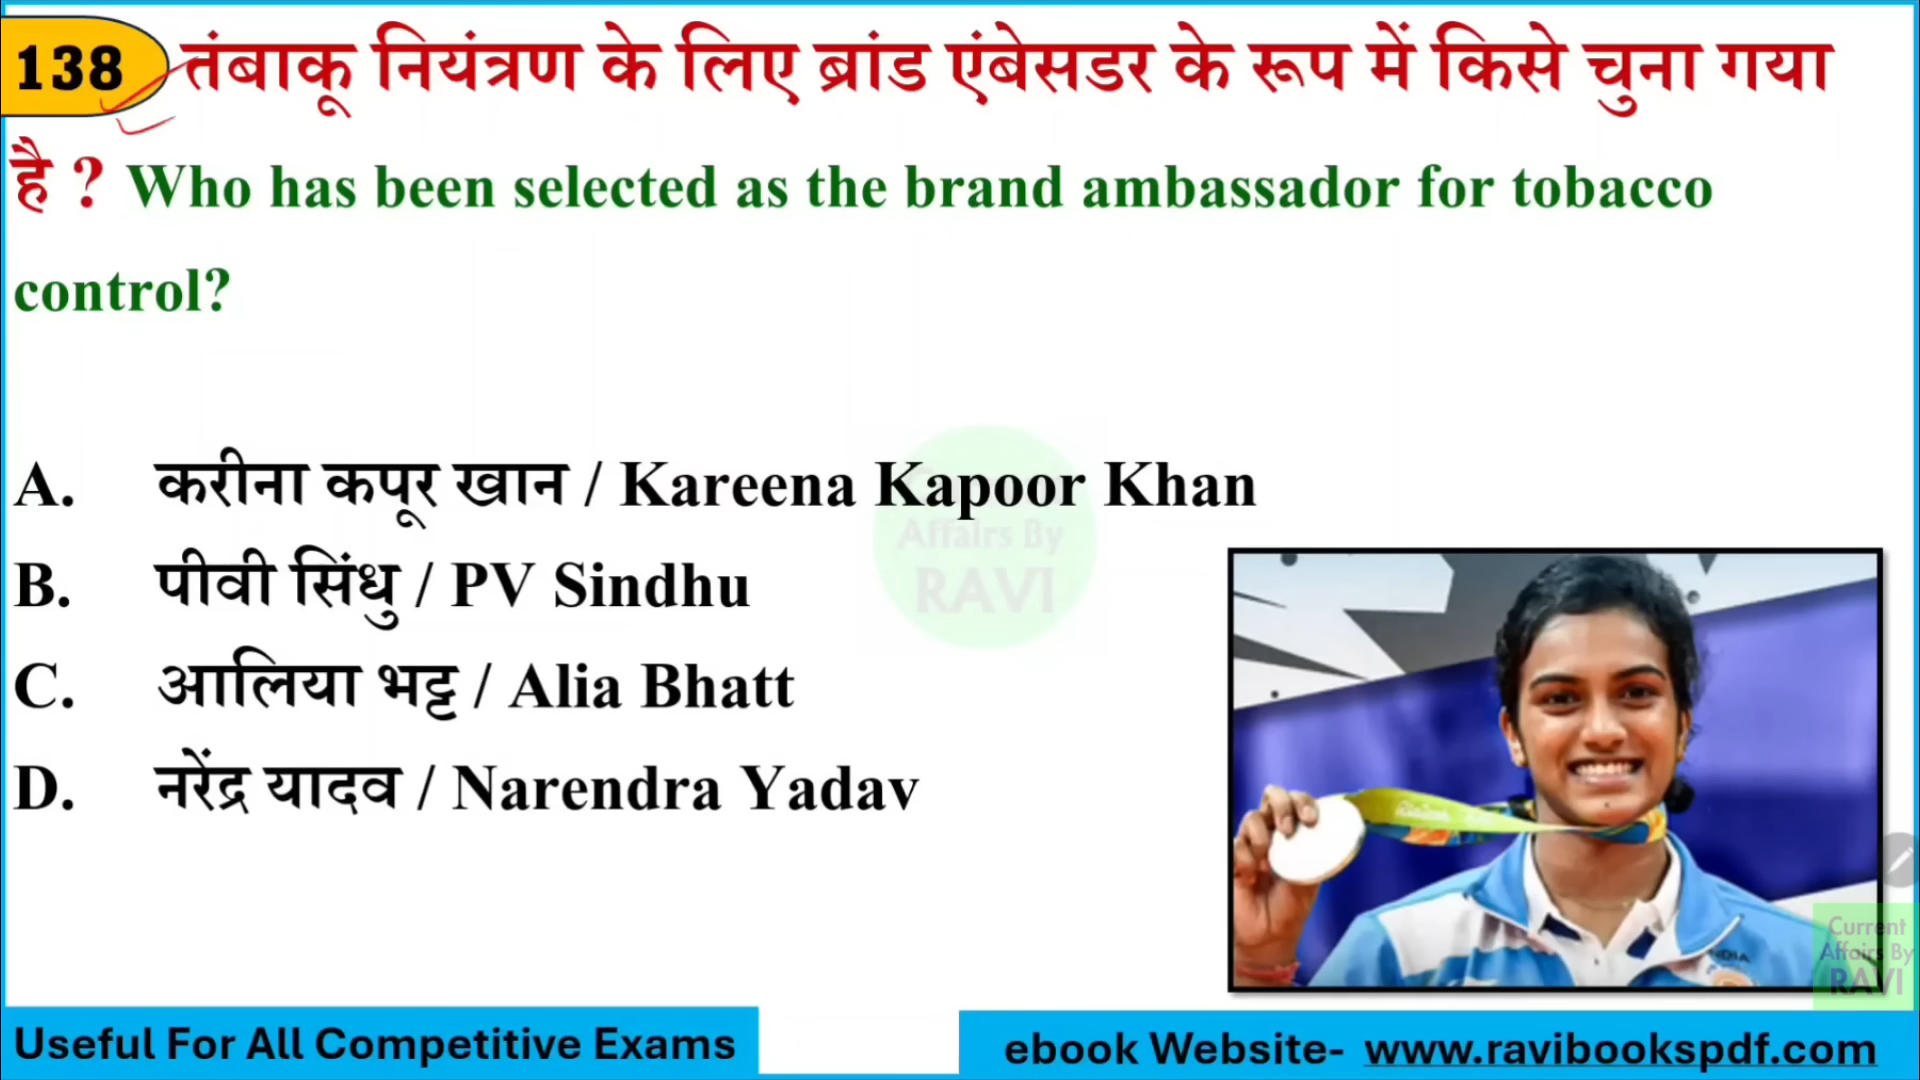 138 तंबाकू नियंत्रण के लिए ब्रांड एंबेसडर के रूप में किसे चुना गया
है ? Who has been selected as the brand ambassador for tobacco
control?
A. करीना कपूर खान / Kareena Kapoor Khan
Affairs By
RAVI
B. पीवी सिंधु / PV Sindhu
C. आलिया भट्ट / Alia Bhatt
D. नरेंद्र यादव / Narendra Yadav
INDIA
Current
Affairs By
RAVI
Useful For All Competitive Exams
ebook Website- www.ravibookspdf.com